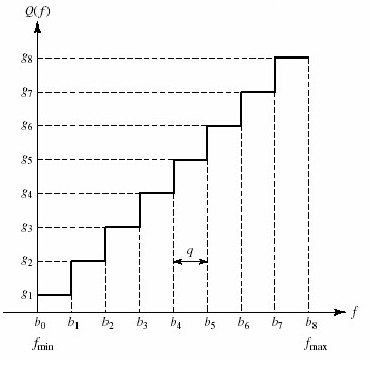 Q(f)
g8
g7
g6
g5
g4
g3
g2
g1
q
b0 b1 b2 b3 b4 b5 b6 b7 b8 f
fmin fmax